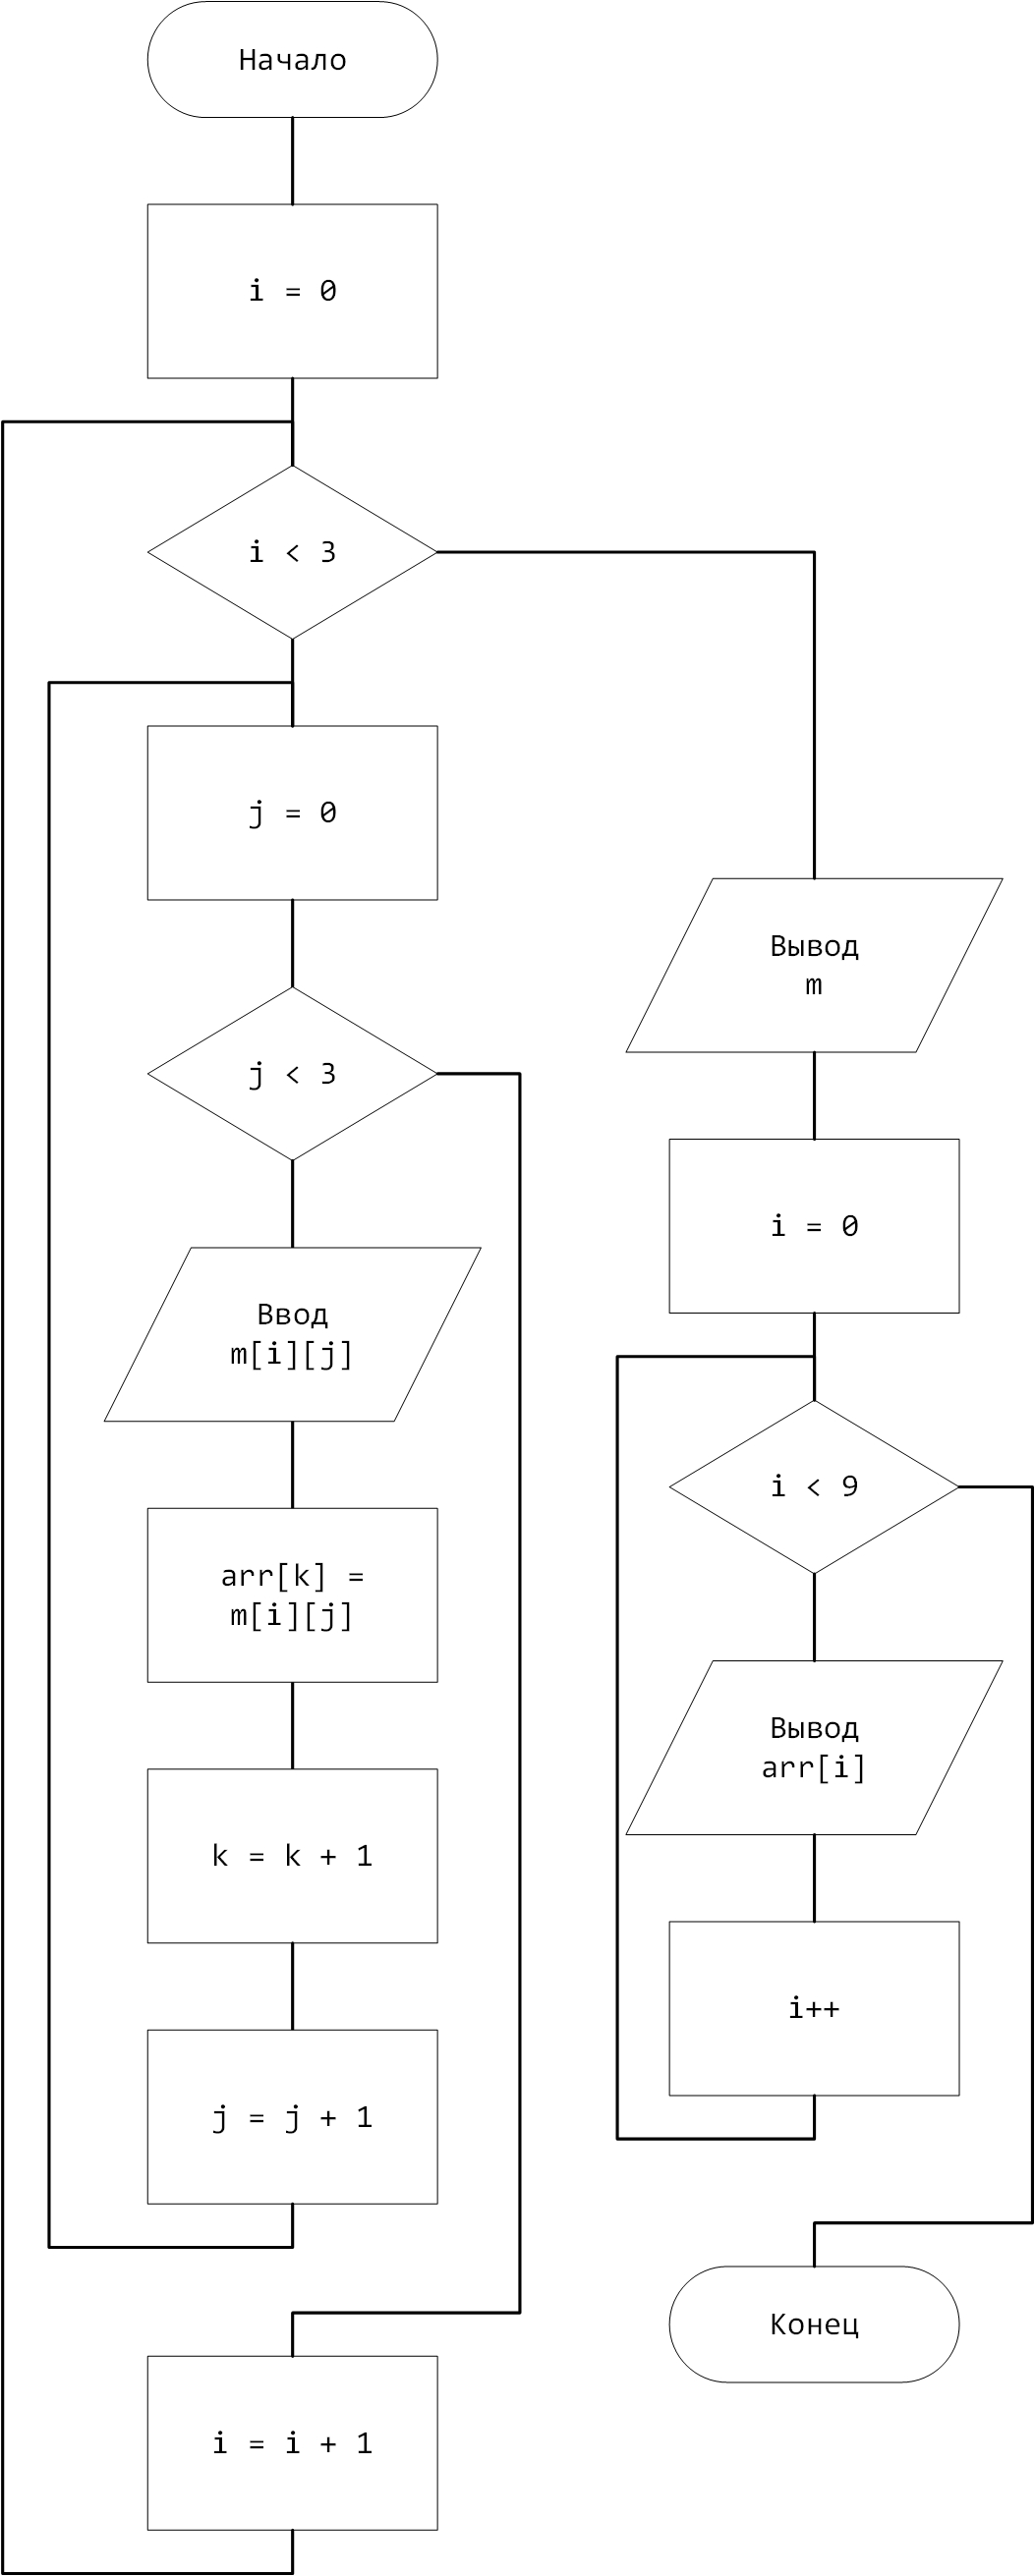 Начало
i = 0
i < 3
j = 0
j < 3
Ввод
m[i][j]
arr[k] =
m[i][j]
k = k + 1
j = j + 1
i = i + 1
Вывод
m
i = 0
i < 9
Вывод
arr[i]
i++
Конец